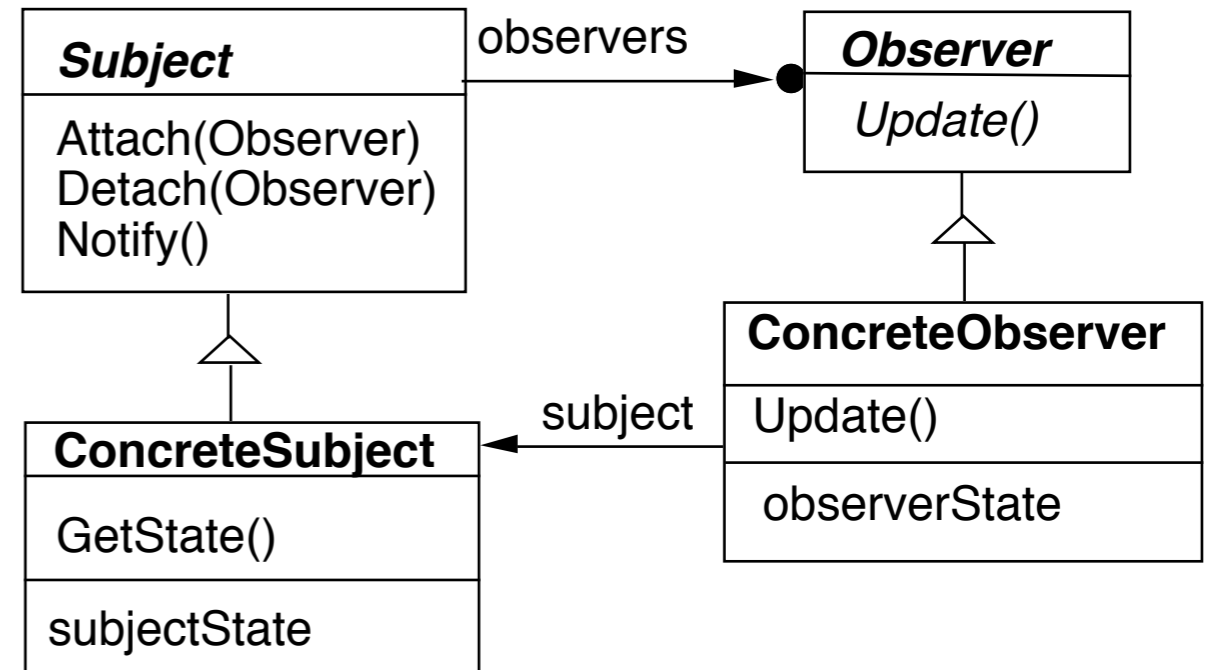 Subject
Attach(Observer)
Detach(Observer)
Notify()
observers
Observer
Update()
ConcreteObserver
Update()
observerState
subject
ConcreteSubject
GetState()
subjectState